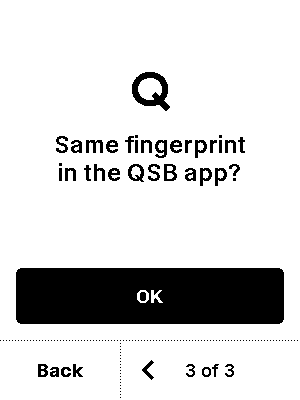 Q
Same fingerprint
in the QSB app?
OK
Back
3 of 3